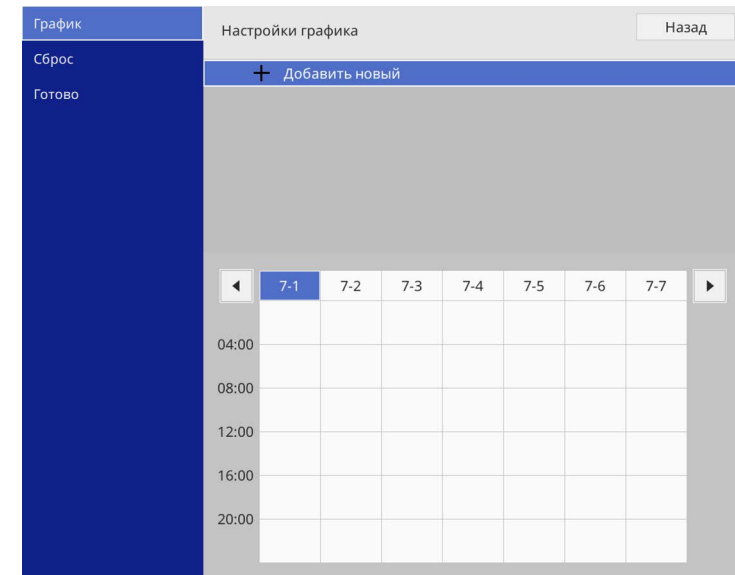 График
Сброс
Готово
Настройки графика
Назад
Добавить новый
7-1 7-2 7-3 7-4 7-5 7-6 7-7
04:00
08:00
12:00
16:00
20:00